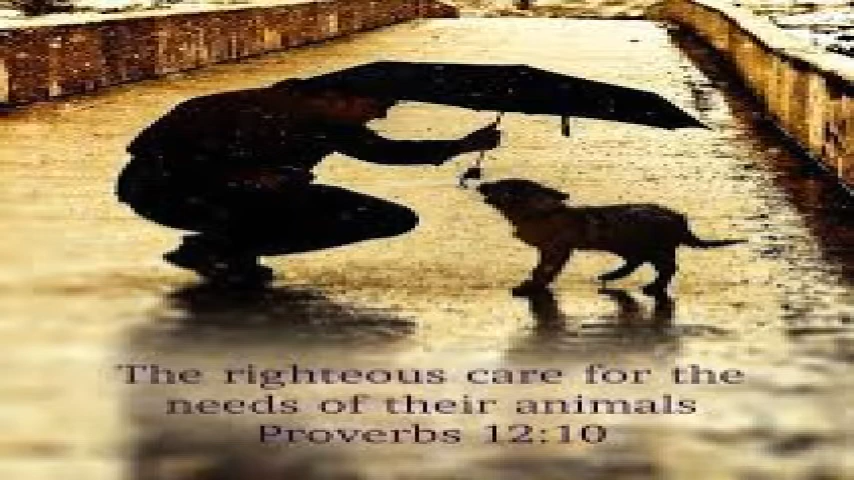 The righteous care for the
needs of their animals
Proverbs 12:10